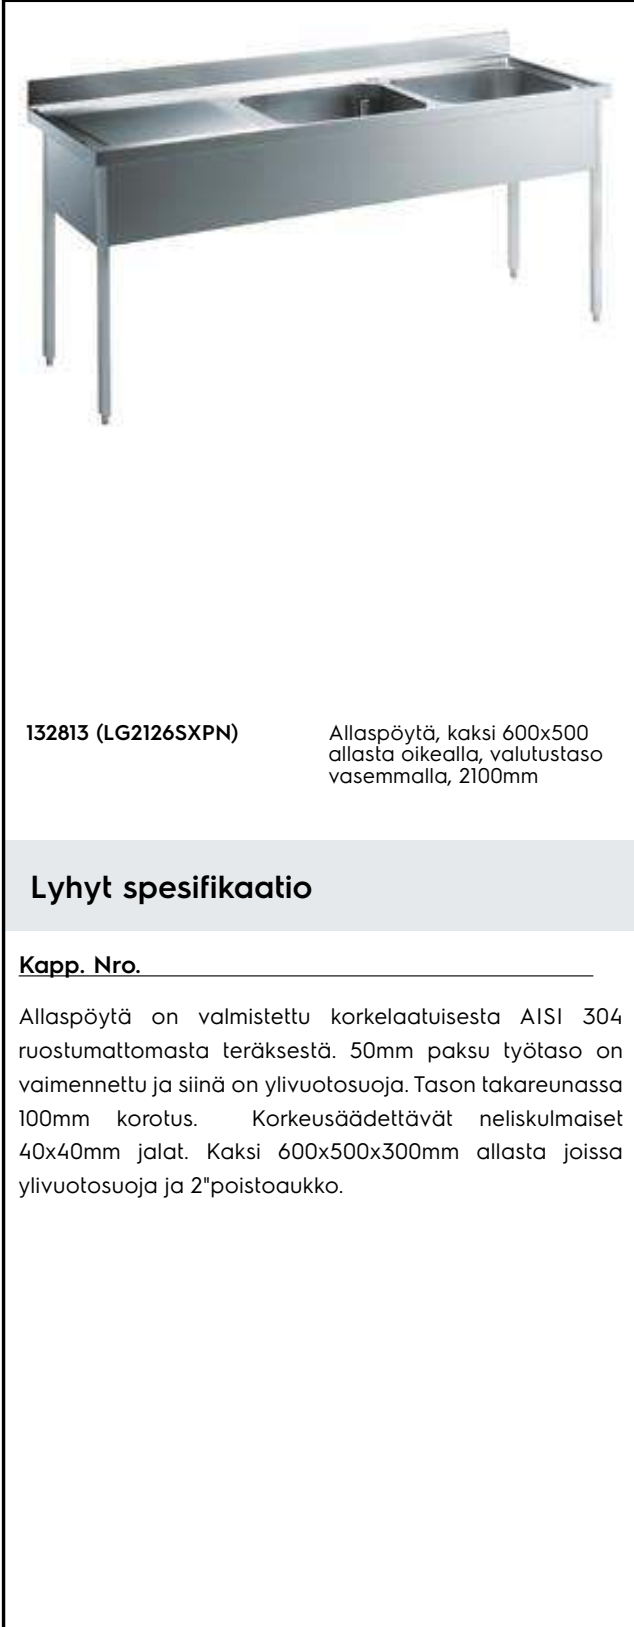 132813 (LG2126SXPN)
Allaspöytä, kaksi 600x500
allasta oikealla, valutustaso
vasemmalla, 2100mm
Lyhyt spesifikaatio
Kapp. Nro.
Allaspöytä on valmistettu korkelaatuisesta AISI 304
ruostumattomasta teräksestä. 50mm paksu työtaso on
vaimennettu ja siinä on ylivuotosuoja. Tason takareunassa
100mm korotus. Korkeusäädettävät neliskulmaiset
40x40mm jalat. Kaksi 600x500x300mm allasta joissa
ylivuotosuoja ja 2"poistoaukko.